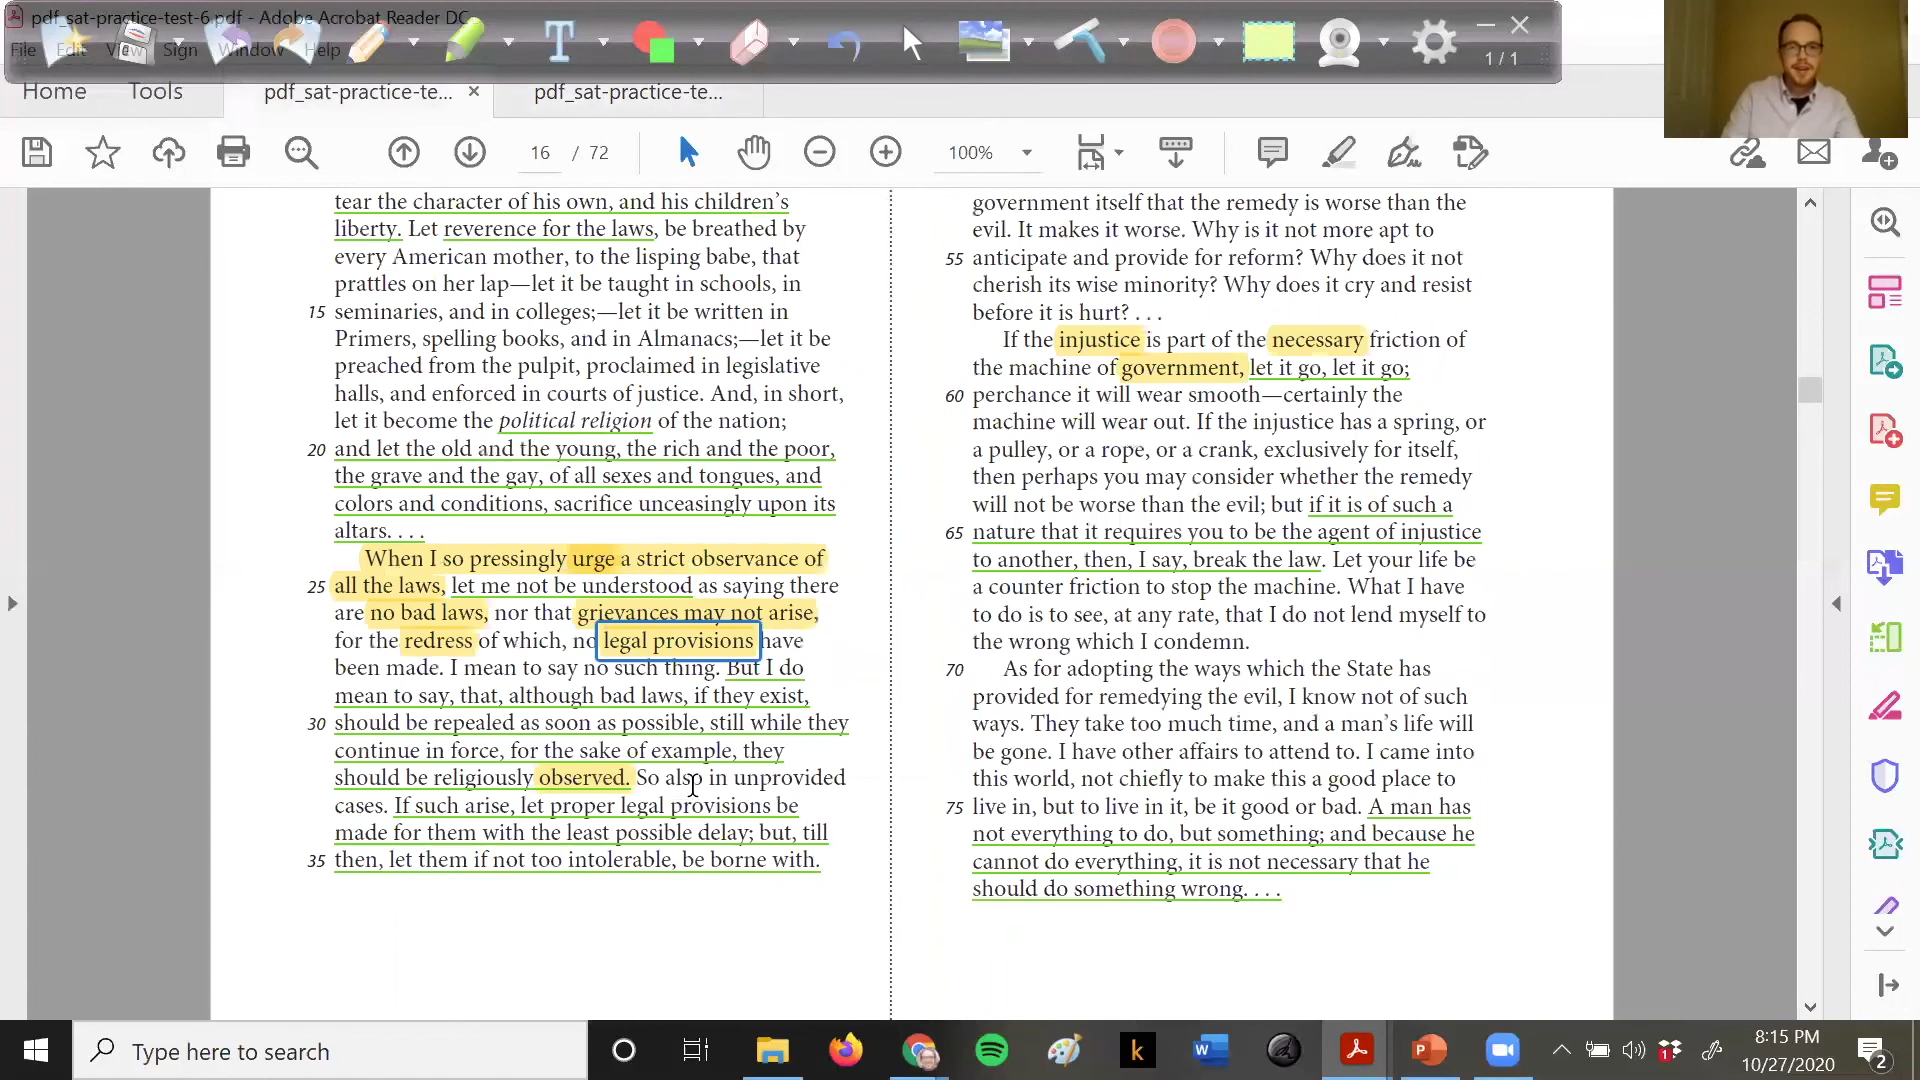 pdf_sat-practice-test-6.pdf - Adobe Acrobat Reader DC
File Edit View Sign Window Help
1/1
Home Tools pdf_sat-practice-te... × pdf_sat-practice-te...
16 / 72 100%
tear the character of his own, and his children’s
liberty. Let reverence for the laws, be breathed by
every American mother, to the lisping babe, that
prattles on her lap—let it be taught in schools, in
15 seminaries, and in colleges;—let it be written in
Primers, spelling books, and in Almanacs;—let it be
preached from the pulpit, proclaimed in legislative
halls, and enforced in courts of justice. And, in short,
let it become the political religion of the nation;
20 and let the old and the young, the rich and the poor,
the grave and the gay, of all sexes and tongues, and
colors and conditions, sacrifice unceasingly upon its
altars. . . .
When I so pressingly urge a strict observance of
25 all the laws, let me not be understood as saying there
are no bad laws, nor that grievances may not arise,
for the redress of which, no legal provisions have
been made. I mean to say no such thing. But I do
mean to say, that, although bad laws, if they exist,
30 should be repealed as soon as possible, still while they
continue in force, for the sake of example, they
should be religiously observed. So also in unprovided
cases. If such arise, let proper legal provisions be
made for them with the least possible delay; but, till
35 then, let them if not too intolerable, be borne with.
government itself that the remedy is worse than the
evil. It makes it worse. Why is it not more apt to
55 anticipate and provide for reform? Why does it not
cherish its wise minority? Why does it cry and resist
before it is hurt? . . .
If the injustice is part of the necessary friction of
the machine of government, let it go, let it go;
60 perchance it will wear smooth—certainly the
machine will wear out. If the injustice has a spring, or
a pulley, or a rope, or a crank, exclusively for itself,
then perhaps you may consider whether the remedy
will not be worse than the evil; but if it is of such a
65 nature that it requires you to be the agent of injustice
to another, then, I say, break the law. Let your life be
a counter friction to stop the machine. What I have
to do is to see, at any rate, that I do not lend myself to
the wrong which I condemn.
70 As for adopting the ways which the State has
provided for remedying the evil, I know not of such
ways. They take too much time, and a man’s life will
be gone. I have other affairs to attend to. I came into
this world, not chiefly to make this a good place to
75 live in, but to live in it, be it good or bad. A man has
not everything to do, but something; and because he
cannot do everything, it is not necessary that he
should do something wrong. . . .
Type here to search
8:15 PM
10/27/2020
2